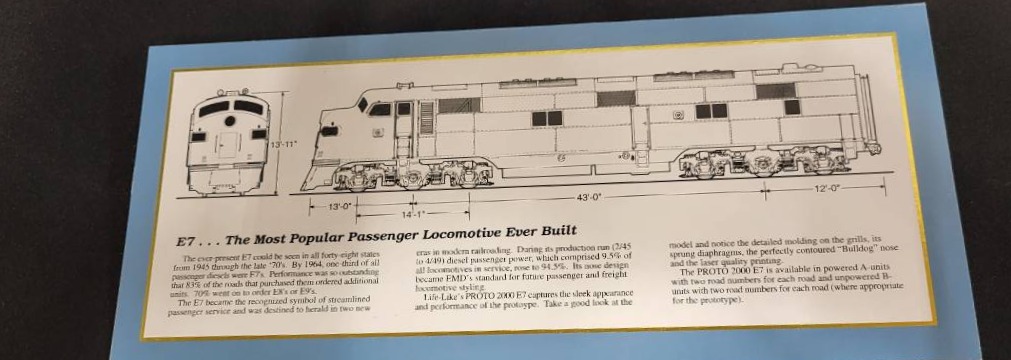 13'-11"
13'-0"
14'-1"
43'-0"
12'-0"
E7 . . . The Most Popular Passenger Locomotive Ever Built
The ever-present E7 could be seen in all forty-eight states
from 1945 through the late '70's. By 1964, one-third of all
passenger diesels were E7's. Performance was so outstanding
that 83% of the roads that purchased them ordered additional
units. 70% went on to order E8's or E9's.
The E7 became the recognized symbol of streamlined
passenger service and was destined to herald in two new
eras in modern railroading. During its production run (2/45
to 4/49) diesel passenger power, which comprised 9.5% of
all locomotives in service, rose to 94.5%. Its nose design
became EMD's standard for future passenger and freight
locomotive styling.
Life-Like's PROTO 2000 E7 captures the sleek appearance
and performance of the protoype. Take a good look at the
model and notice the detailed molding on the grills, its
sprung diaphragms, the perfectly contoured "Bulldog" nose
and the laser quality printing.
The PROTO 2000 E7 is available in powered A-units
with two road numbers for each road and unpowered B-
units with two road numbers for each road (where appropriate
for the prototype).